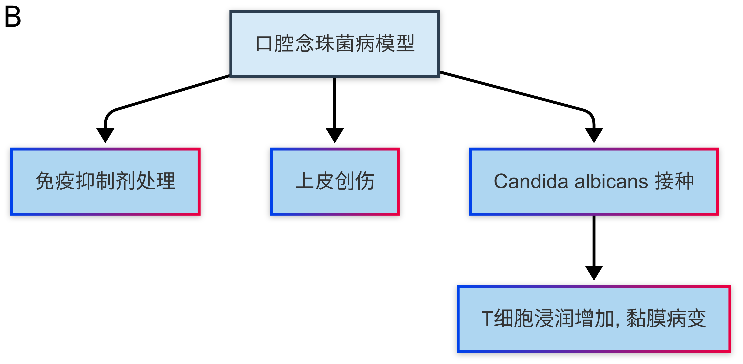 B
口腔念珠菌病模型
免疫抑制剂处理
上皮创伤
Candida albicans 接种
T细胞浸润增加, 黏膜病变